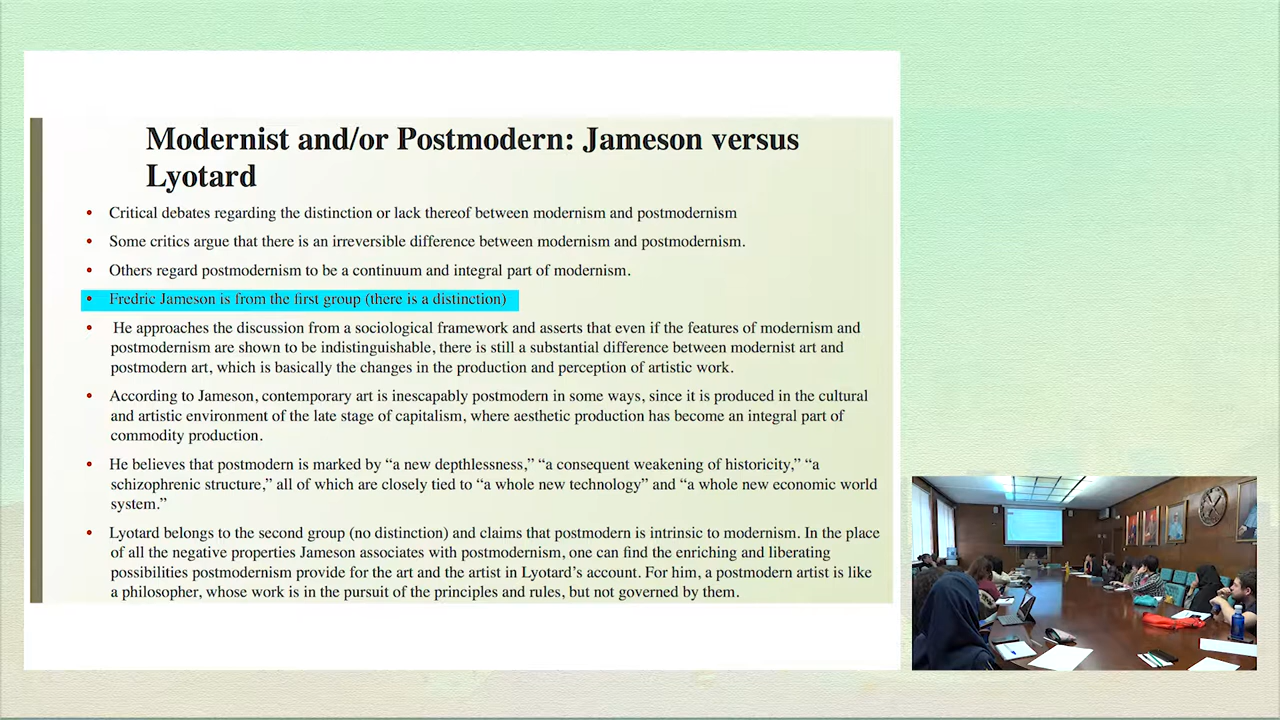 Modernist and/or Postmodern: Jameson versus
Lyotard
• Critical debates regarding the distinction or lack thereof between modernism and postmodernism
• Some critics argue that there is an irreversible difference between modernism and postmodernism.
• Others regard postmodernism to be a continuum and integral part of modernism.
• Fredric Jameson is from the first group (there is a distinction)
• He approaches the discussion from a sociological framework and asserts that even if the features of modernism and
postmodernism are shown to be indistinguishable, there is still a substantial difference between modernist art and
postmodern art, which is basically the changes in the production and perception of artistic work.
• According to Jameson, contemporary art is inescapably postmodern in some ways, since it is produced in the cultural
and artistic environment of the late stage of capitalism, where aesthetic production has become an integral part of
commodity production.
• He believes that postmodern is marked by “a new depthlessness,” “a consequent weakening of historicity,” “a
schizophrenic structure,” all of which are closely tied to “a whole new technology” and “a whole new economic world
system.”
• Lyotard belongs to the second group (no distinction) and claims that postmodern is intrinsic to modernism. In the place
of all the negative properties Jameson associates with postmodernism, one can find the enriching and liberating
possibilities postmodernism provide for the art and the artist in Lyotard’s account. For him, a postmodern artist is like
a philosopher, whose work is in the pursuit of the principles and rules, but not governed by them.